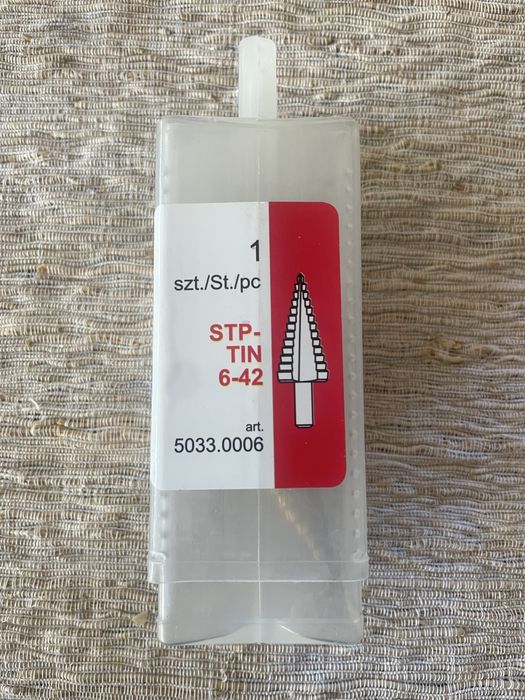 1
szt./St./pc
STP-
TIN
6-42
art.
5033.0006